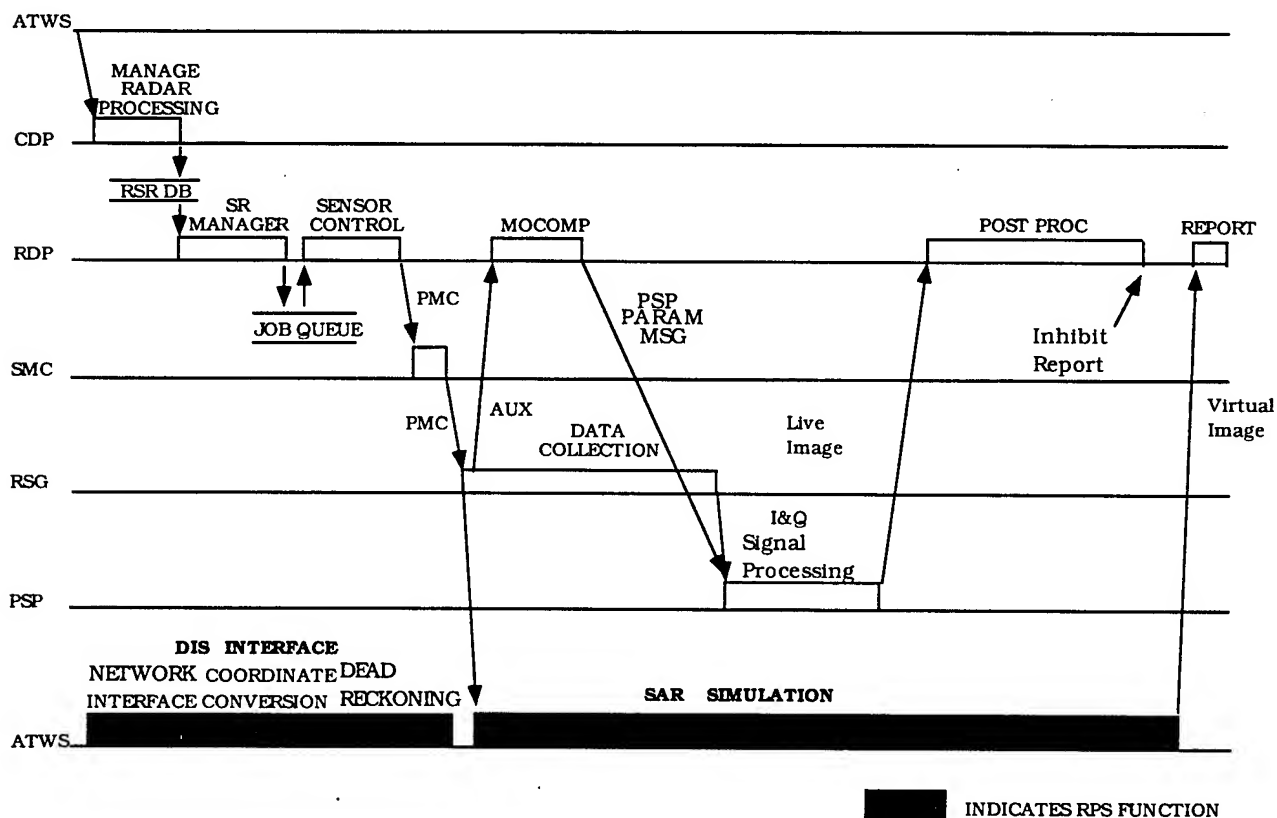 ATWS
MANAGE
RADAR
PROCESSING
CDP
RSR DB
SR
MANAGER
SENSOR
CONTROL
MOCOMP
POST PROC
REPORT
RDP
PMC
PSP
PARAM
MSG
JOB QUEUE
Inhibit
Report
SMC
PMC
AUX
DATA
COLLECTION
Live
Image
Virtual
Image
RSG
I&Q
Signal
Processing
PSP
DIS INTERFACE
NETWORK COORDINATE DEAD
INTERFACE CONVERSION RECKONING
SAR SIMULATION
ATWS
INDICATES RPS FUNCTION